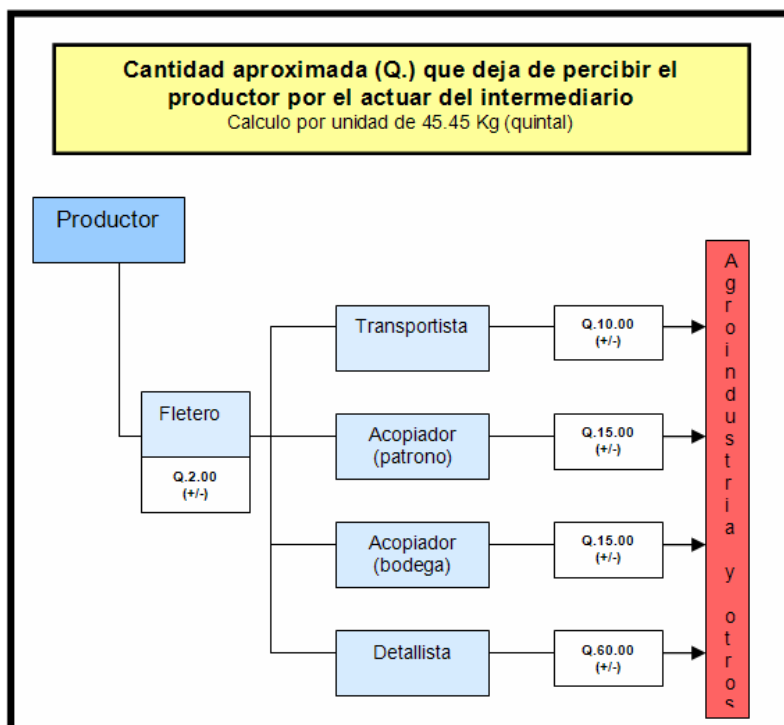 Cantidad aproximada (Q.) que deja de percibir el
productor por el actuar del intermediario
Calculo por unidad de 45.45 Kg (quintal)
Productor
Fletero
Q.2.00
(+/-)
Transportista
Q.10.00
(+/-)
Acopiador
(patrono)
Q.15.00
(+/-)
Acopiador
(bodega)
Q.15.00
(+/-)
Detallista
Q.60.00
(+/-)
Agroindustria y otros